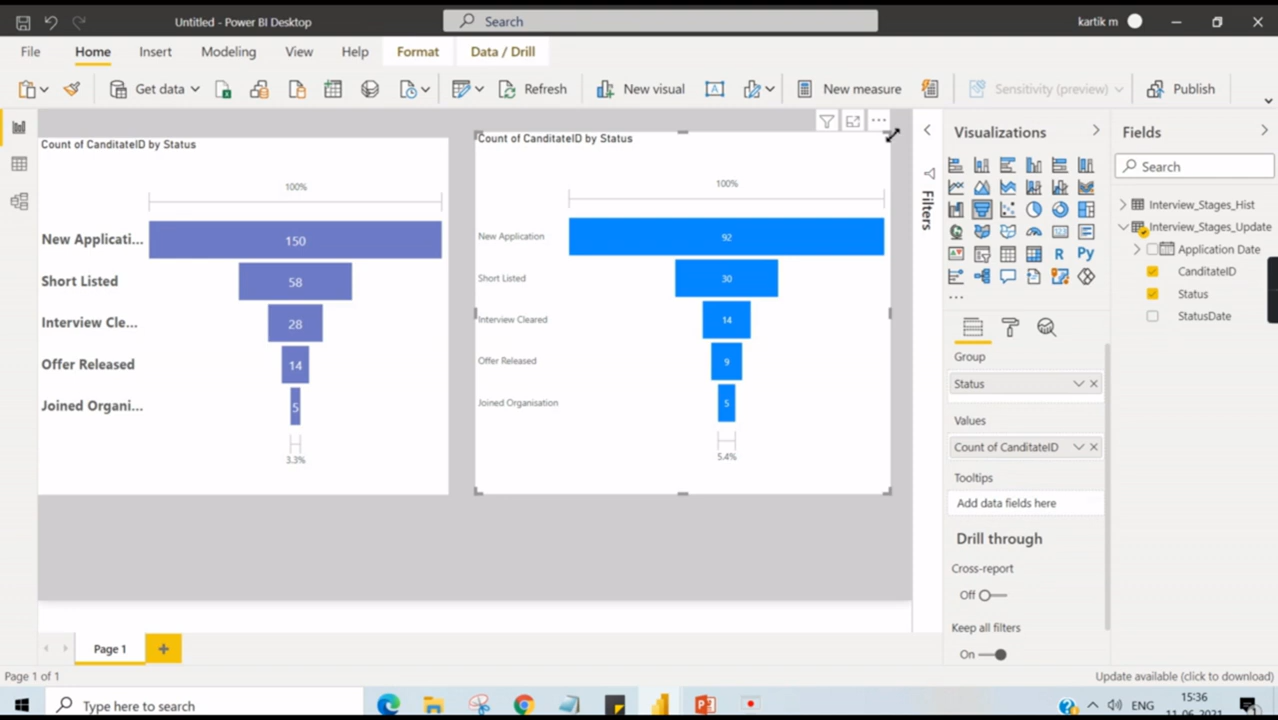 Untitled - Power BI Desktop
Search
kartik m
File Home Insert Modeling View Help Format Data / Drill
Get data Refresh New visual New measure Sensitivity (preview) Publish
Count of CanditateID by Status
100%
New Applicati... 150
Short Listed 58
Interview Cle... 28
Offer Released 14
Joined Organi... 5
3.3%
Count of CanditateID by Status
100%
New Application 92
Short Listed 30
Interview Cleared 14
Offer Released 9
Joined Organisation 5
5.4%
Filters
Visualizations
R Py
Group
Status
Values
Count of CanditateID
Tooltips
Add data fields here
Drill through
Cross-report
Off
Keep all filters
On
Fields
Search
Interview_Stages_Hist
Interview_Stages_Update
Application Date
CanditateID
Status
StatusDate
Page 1
Page 1 of 1
Update available (click to download)
Type here to search
ENG
15:36
11-06-2021